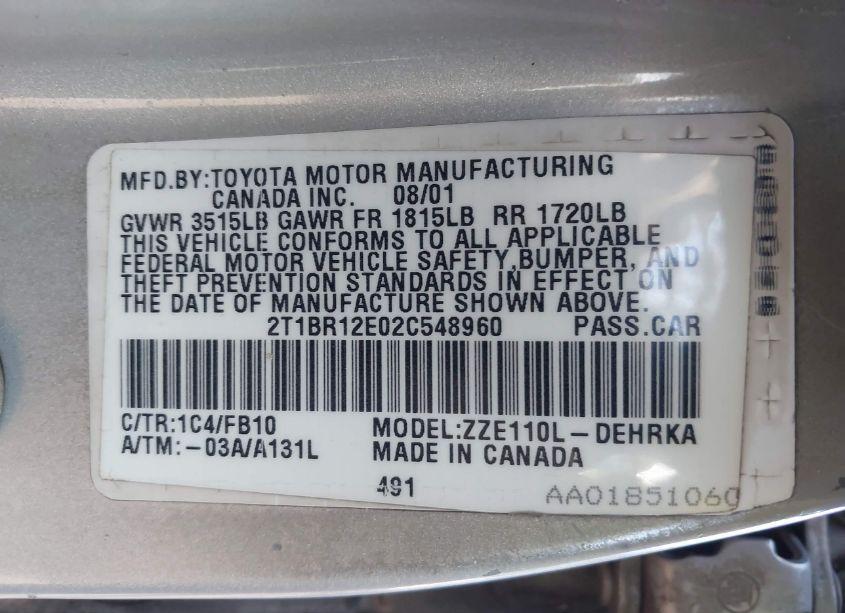 MFD.BY:TOYOTA MOTOR MANUFACTURING
CANADA INC. 08/01
GVWR 3515LB GAWR FR 1815LB RR 1720LB
THIS VEHICLE CONFORMS TO ALL APPLICABLE
FEDERAL MOTOR VEHICLE SAFETY,BUMPER, AND
THEFT PREVENTION STANDARDS IN EFFECT ON
THE DATE OF MANUFACTURE SHOWN ABOVE.
2T1BR12E02C548960 PASS.CAR
C/TR:1C4/FB10 MODEL:ZZE110L-DEHRKA
A/TM:-03A/A131L MADE IN CANADA
491 AA01851060